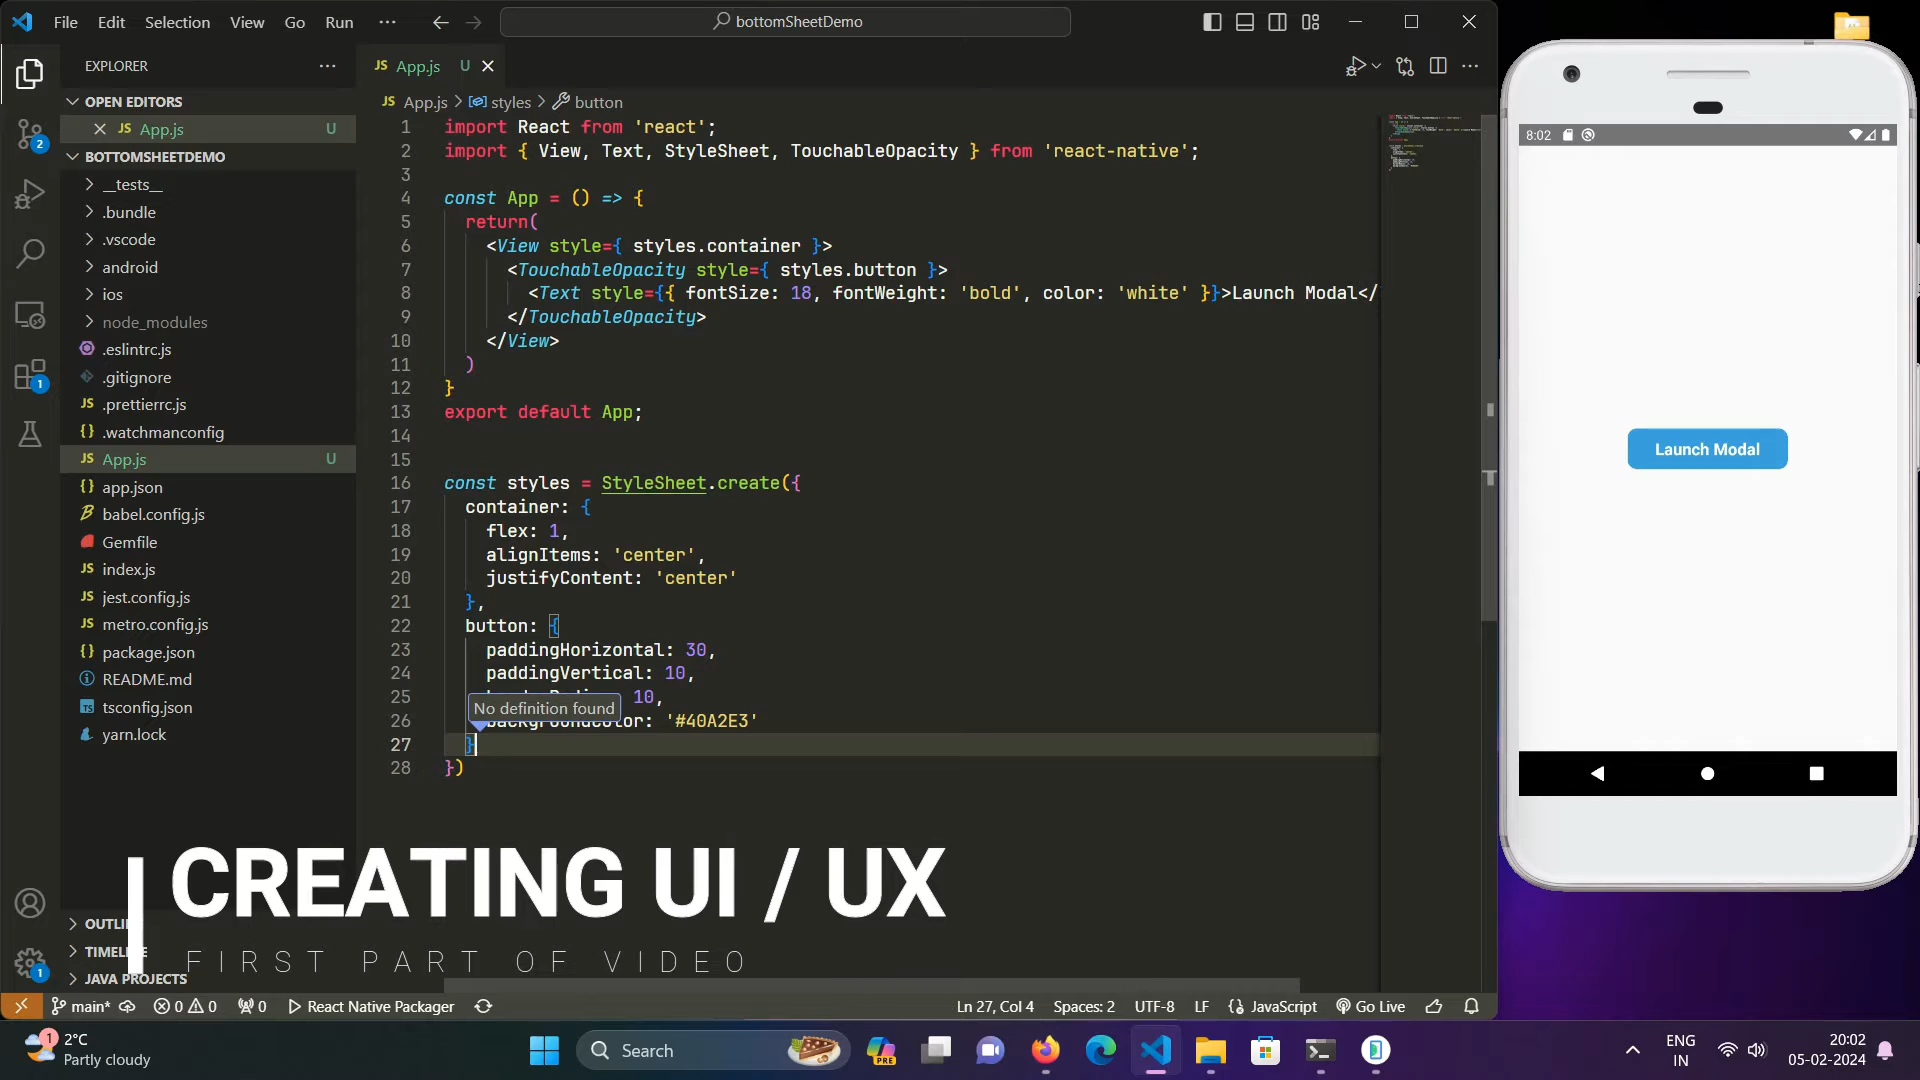 File Edit Selection View Go Run ··· bottomSheetDemo
EXPLORER ···
OPEN EDITORS
App.js U
BOTTOMSHEETDEMO
__tests__
.bundle
.vscode
android
ios
node_modules
.eslintrc.js
.gitignore
JS .prettierrc.js
{} .watchmanconfig
JS App.js U
{} app.json
babel.config.js
Gemfile
JS index.js
JS jest.config.js
JS metro.config.js
{} package.json
README.md
TS tsconfig.json
yarn.lock
TIMELINE
JAVA PROJECTS
2
1
1
JS App.js U
JS App.js > styles > button
1 import React from 'react';
2 import { View, Text, StyleSheet, TouchableOpacity } from 'react-native';
3
4 const App = () => {
5 return(
6 <View style={ styles.container }>
7 <TouchableOpacity style={ styles.button }>
8 <Text style={{ fontSize: 18, fontWeight: 'bold', color: 'white' }}>Launch Modal</
9 </TouchableOpacity>
10 </View>
11 )
12 }
13 export default App;
14
15
16 const styles = StyleSheet.create({
17 container: {
18 flex: 1,
19 alignItems: 'center',
20 justifyContent: 'center'
21 },
22 button: {
23 paddingHorizontal: 30,
24 paddingVertical: 10,
25 10,
No definition found
26 backgroundColor: '#40A2E3'
27 }
28 })
CREATING UI / UX
FIRST PART OF VIDEO
main* 0 0 0 React Native Packager Ln 27, Col 4 Spaces: 2 UTF-8 LF {} JavaScript Go Live
8:02
Launch Modal
1 2°C
Partly cloudy
Search
PRE
ENG
IN
20:02
05-02-2024